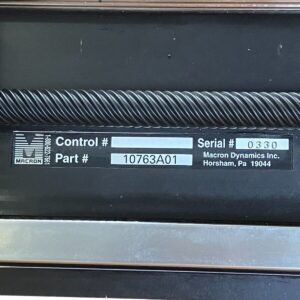 MACRON
Control #
Serial # 0330
Part # 10763A01
Macron Dynamics Inc.
Horsham, Pa 19044